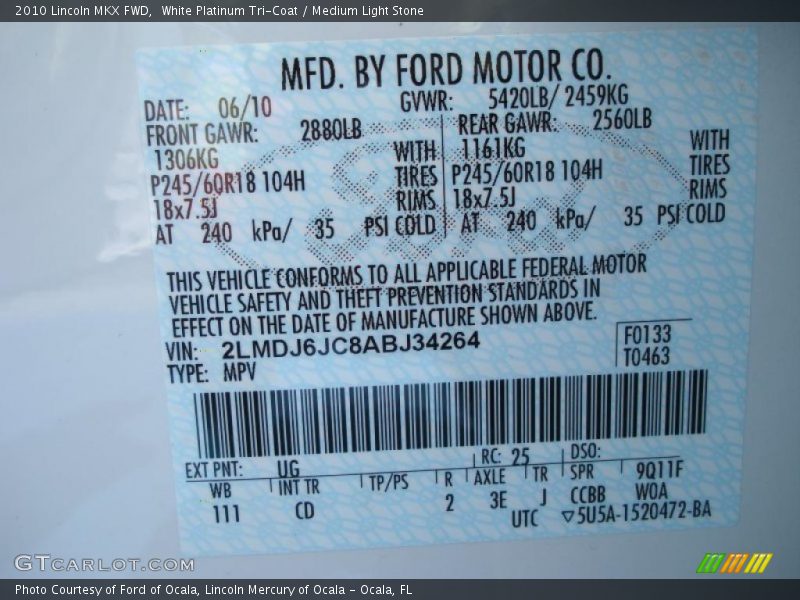 2010 Lincoln MKX FWD, White Platinum Tri-Coat / Medium Light Stone
MFD. BY FORD MOTOR CO.
DATE: 06/10 GVWR: 5420LB/ 2459KG
FRONT GAWR: 2880LB REAR GAWR: 2560LB
1306KG WITH 1161KG WITH
P245/60R18 104H TIRES P245/60R18 104H TIRES
18x7.5J RIMS 18x7.5J RIMS
AT 240 kPa/ 35 PSI COLD AT 240 kPa/ 35 PSI COLD
THIS VEHICLE CONFORMS TO ALL APPLICABLE FEDERAL MOTOR
VEHICLE SAFETY AND THEFT PREVENTION STANDARDS IN
EFFECT ON THE DATE OF MANUFACTURE SHOWN ABOVE.
VIN: 2LMDJ6JC8ABJ34264 F0133
TYPE: MPV T0463
EXT PNT: UG RC: 25 DSO:
WB INT TR TP/PS R AXLE TR SPR 9Q11F
111 CD 2 3E J CCBB WOA
UTC ▽5U5A-1520472-BA
Ford
GTCARLOT.COM
Photo Courtesy of Ford of Ocala, Lincoln Mercury of Ocala - Ocala, FL